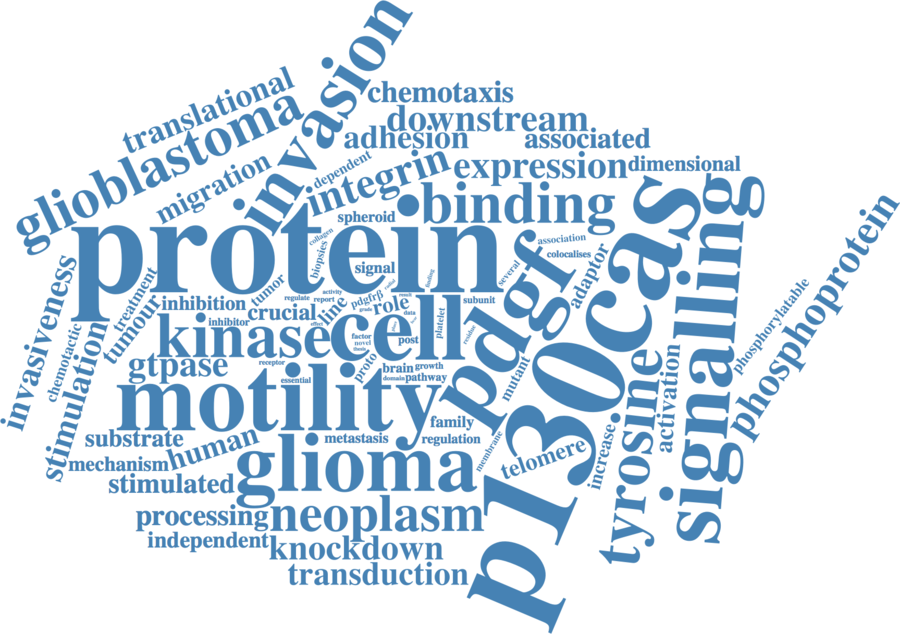 invasion
translational
chemotaxis
glioblastoma
downstream
adhesion
associated
migration
dependent
integrin
expression
dimensional
binding
spheroid
protein
p130cas
signalling
phosphoprotein
collagen
biopsies
association
colocalises
signal
several
adaptor
pdgf
invasiveness
chemotactic
stimulation
treatment
tumour
inhibition
tumor
regulate
activity
report
line
pdgfrβ
role
data
grade
subunit
platelet
residue
phosphorylatable
crucial
inhibitor
effect
kinase
cell
factor
novel
post
proto
gtpase
receptor
essential
brain
growth
domain
pathway
mutant
tyrosine
activation
motility
family
substrate
human
metastasis
regulation
membrane
mechanism
glioma
telomere
increase
stimulated
processing
neoplasm
independent
knockdown
transduction